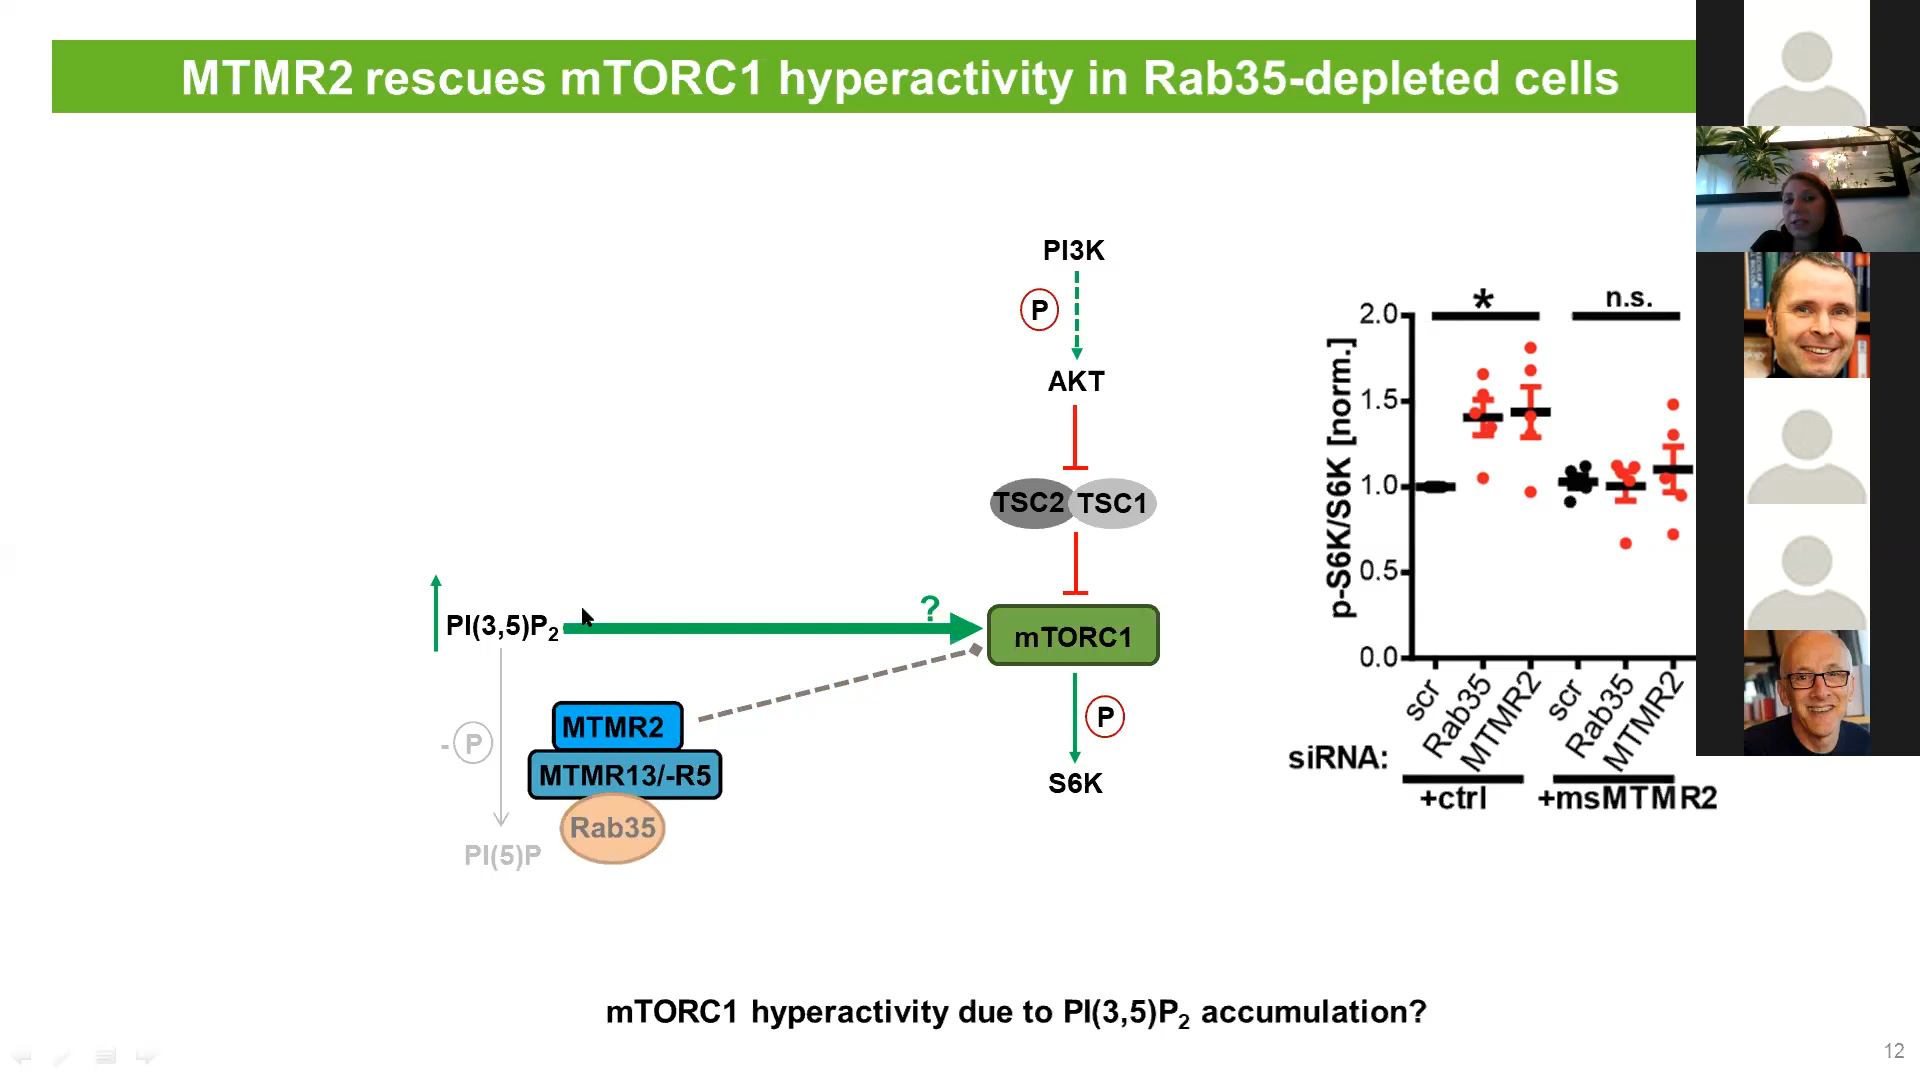 MTMR2 rescues mTORC1 hyperactivity in Rab35-depleted cells
PI3K
P
AKT
TSC2 TSC1
?
PI(3,5)P2
mTORC1
MTMR2
- P
P
MTMR13/-R5
S6K
Rab35
PI(5)P
* n.s.
p-S6K/S6K [norm.]
2.0
1.5
1.0
0.5
0.0
siRNA:
scr Rab35 MTMR2 scr Rab35 MTMR2
+ctrl +msMTMR2
mTORC1 hyperactivity due to PI(3,5)P2 accumulation?
12